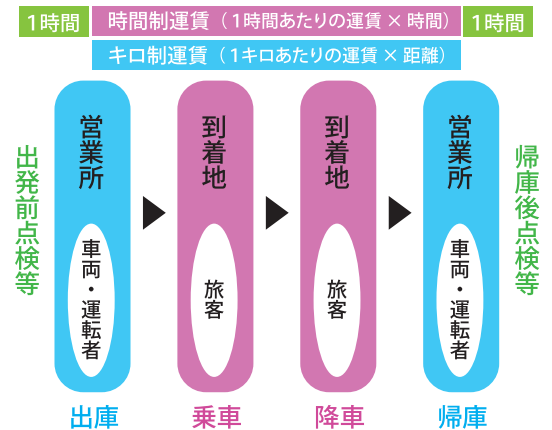 1時間
時間制運賃（1時間あたりの運賃 × 時間）
1時間
キロ制運賃（1キロあたりの運賃 × 距離）
出発前点検等
営業所
車両・運転者
出庫
到着地
旅客
乗車
到着地
旅客
降車
営業所
車両・運転者
帰庫
帰庫後点検等